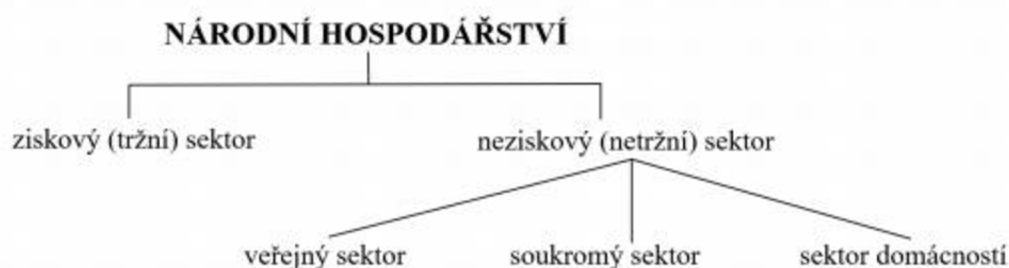 NÁRODNÍ HOSPODÁŘSTVÍ
ziskový (tržní) sektor
neziskový (netržní) sektor
veřejný sektor
soukromý sektor
sektor domácností